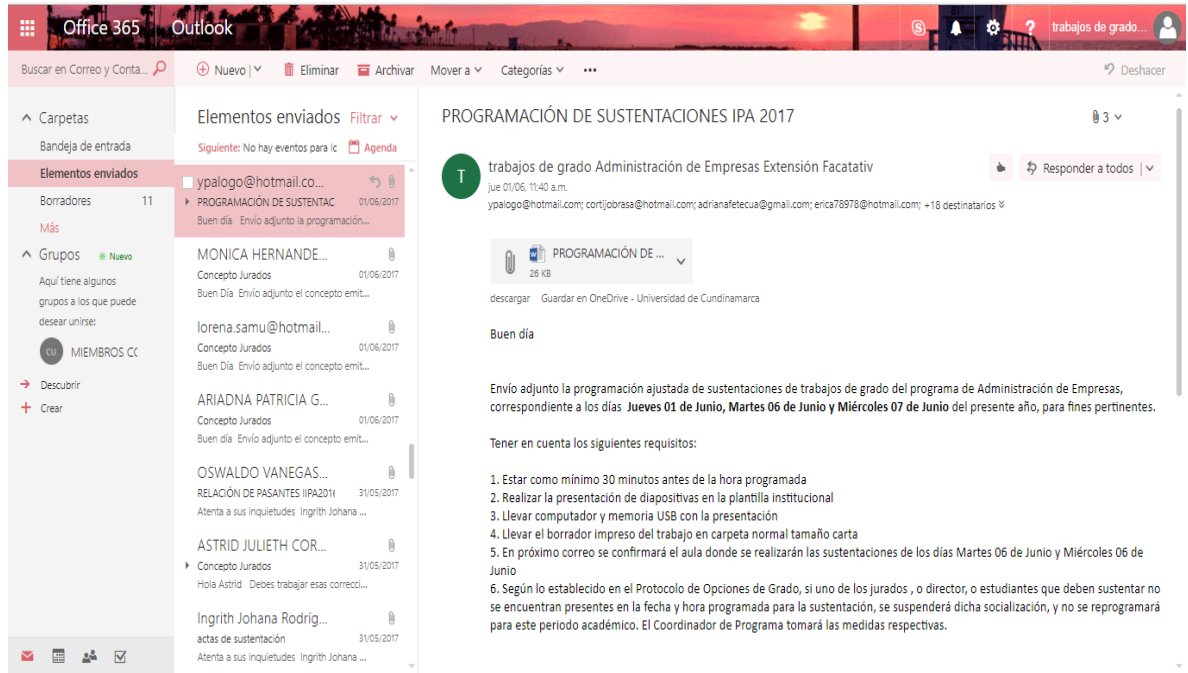 Office 365
Outlook
trabajos de grado...
Buscar en Correo y Conta...
Nuevo
Eliminar
Archivar
Mover a
Categorías
Deshacer
Carpetas
Bandeja de entrada
Elementos enviados
Borradores 11
Más
Grupos Nuevo
Aquí tiene algunos
grupos a los que puede
desear unirse:
CU MIEMBROS CC
Descubrir
Crear
Elementos enviados Filtrar
Siguiente: No hay eventos para lc Agenda
ypalogo@hotmail.co...
PROGRAMACIÓN DE SUSTENTAC 01/06/2017
Buen día Envío adjunto la programación...
MONICA HERNANDE...
Concepto Jurados 01/06/2017
Buen Día Envío adjunto el concepto emit...
lorena.samu@hotmail...
Concepto Jurados 01/06/2017
Buen Día Envío adjunto el concepto emit...
ARIADNA PATRICIA G...
Concepto Jurados 01/06/2017
Buen día Envío adjunto el concepto emit...
OSWALDO VANEGAS...
RELACIÓN DE PASANTES IIPA201 31/05/2017
Atenta a sus inquietudes Ingrith Johana ...
ASTRID JULIETH COR...
Concepto Jurados 31/05/2017
Hola Astrid Debes trabajar esas correcci...
Ingrith Johana Rodríg...
actas de sustentación 31/05/2017
Atenta a sus inquietudes Ingrith Johana ...
PROGRAMACIÓN DE SUSTENTACIONES IPA 2017
3
T
trabajos de grado Administración de Empresas Extensión Facatativ
jue 01/06, 11:40 a.m.
ypalogo@hotmail.com; cortijobrasa@hotmail.com; adrianafetecua@gmail.com; erica78978@hotmail.com; +18 destinatarios
Responder a todos
PROGRAMACIÓN DE ...
26 KB
descargar Guardar en OneDrive - Universidad de Cundinamarca
Buen día
Envío adjunto la programación ajustada de sustentaciones de trabajos de grado del programa de Administración de Empresas,
correspondiente a los días Jueves 01 de Junio, Martes 06 de Junio y Miércoles 07 de Junio del presente año, para fines pertinentes.
Tener en cuenta los siguientes requisitos:
1. Estar como mínimo 30 minutos antes de la hora programada
2. Realizar la presentación de diapositivas en la plantilla institucional
3. Llevar computador y memoria USB con la presentación
4. Llevar el borrador impreso del trabajo en carpeta normal tamaño carta
5. En próximo correo se confirmará el aula donde se realizarán las sustentaciones de los días Martes 06 de Junio y Miércoles 06 de
Junio
6. Según lo establecido en el Protocolo de Opciones de Grado, si uno de los jurados , o director, o estudiantes que deben sustentar no
se encuentran presentes en la fecha y hora programada para la sustentación, se suspenderá dicha socialización, y no se reprogramará
para este periodo académico. El Coordinador de Programa tomará las medidas respectivas.